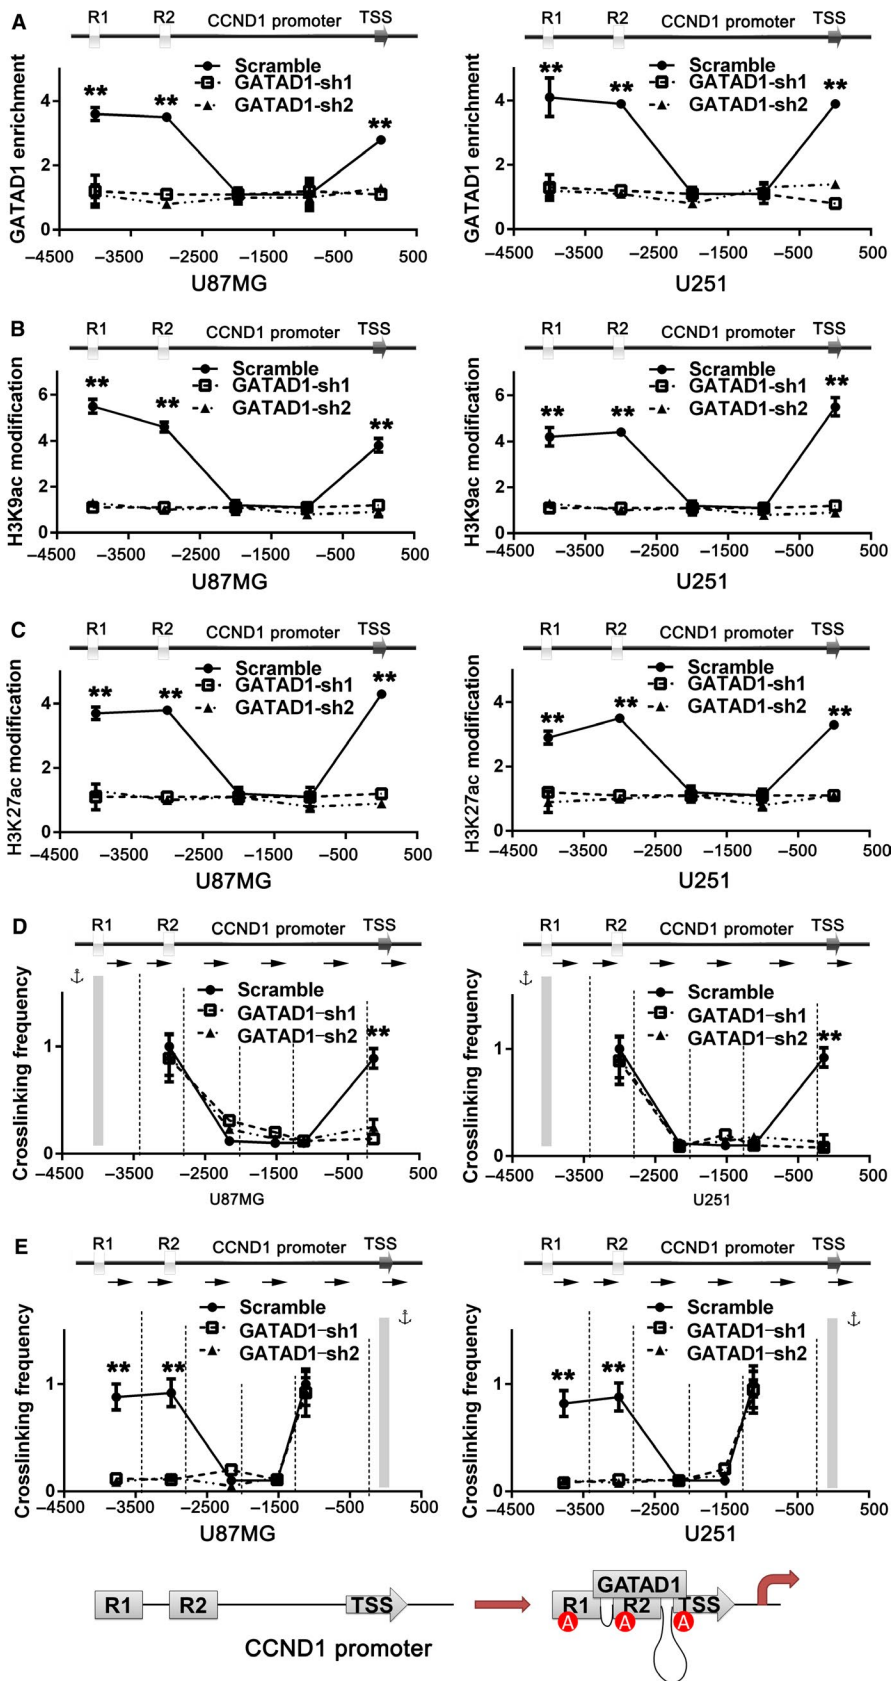 A
R1 R2 CCND1 promoter TSS
Scramble
GATAD1-sh1
GATAD1-sh2
** ** **
GATAD1 enrichment
4
2
0
−4500 −3500 −2500 −1500 −500 500
U87MG
R1 R2 CCND1 promoter TSS
Scramble
GATAD1-sh1
GATAD1-sh2
** ** **
GATAD1 enrichment
4
2
0
−4500 −3500 −2500 −1500 −500 500
U251
B
R1 R2 CCND1 promoter TSS
Scramble
GATAD1-sh1
GATAD1-sh2
** ** **
H3K9ac modification
6
4
2
0
−4500 −3500 −2500 −1500 −500 500
U87MG
R1 R2 CCND1 promoter TSS
Scramble
GATAD1-sh1
GATAD1-sh2
** ** **
H3K9ac modification
6
4
2
0
−4500 −3500 −2500 −1500 −500 500
U251
C
R1 R2 CCND1 promoter TSS
Scramble
GATAD1-sh1
GATAD1-sh2
** ** **
H3K27ac modification
4
2
0
−4500 −3500 −2500 −1500 −500 500
U87MG
R1 R2 CCND1 promoter TSS
Scramble
GATAD1-sh1
GATAD1-sh2
** ** **
H3K27ac modification
4
2
0
−4500 −3500 −2500 −1500 −500 500
U251
D
R1 R2 CCND1 promoter TSS
Scramble
GATAD1−sh1
GATAD1−sh2
**
Crosslinking frequency
1
0
−4500 −3500 −2500 −1500 −500 500
U87MG
R1 R2 CCND1 promoter TSS
Scramble
GATAD1−sh1
GATAD1−sh2
**
Crosslinking frequency
1
0
−4500 −3500 −2500 −1500 −500 500
U251
E
R1 R2 CCND1 promoter TSS
Scramble
GATAD1−sh1
GATAD1−sh2
** **
Crosslinking frequency
1
0
−4500 −3500 −2500 −1500 −500 500
U87MG
R1 R2 CCND1 promoter TSS
Scramble
GATAD1−sh1
GATAD1−sh2
** **
Crosslinking frequency
1
0
−4500 −3500 −2500 −1500 −500 500
U251
R1 R2 TSS
CCND1 promoter
GATAD1
R1 R2 TSS
A A A